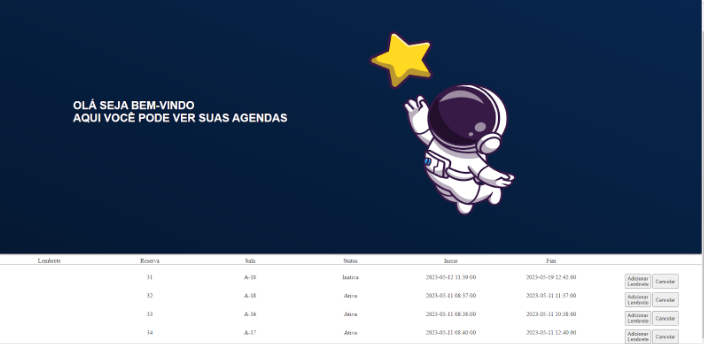 OLÁ SEJA BEM-VINDO
AQUI VOCÊ PODE VER SUAS AGENDAS
Lembrete Reserva Sala Status Inicio Fim
31 A-18 Inativa 2023-05-12 11:39:00 2023-05-19 12:42:00 Adicionar Lembrete Cancelar
32 A-18 Ativa 2023-05-11 08:37:00 2023-05-11 11:37:00 Adicionar Lembrete Cancelar
33 Ativa 2023-05-11 08:38:00 2023-05-11 10:38:00 Adicionar Lembrete Cancelar
34 A-17 Ativa 2023-05-11 08:40:00 2023-05-11 12:40:00 Adicionar Lembrete Cancelar